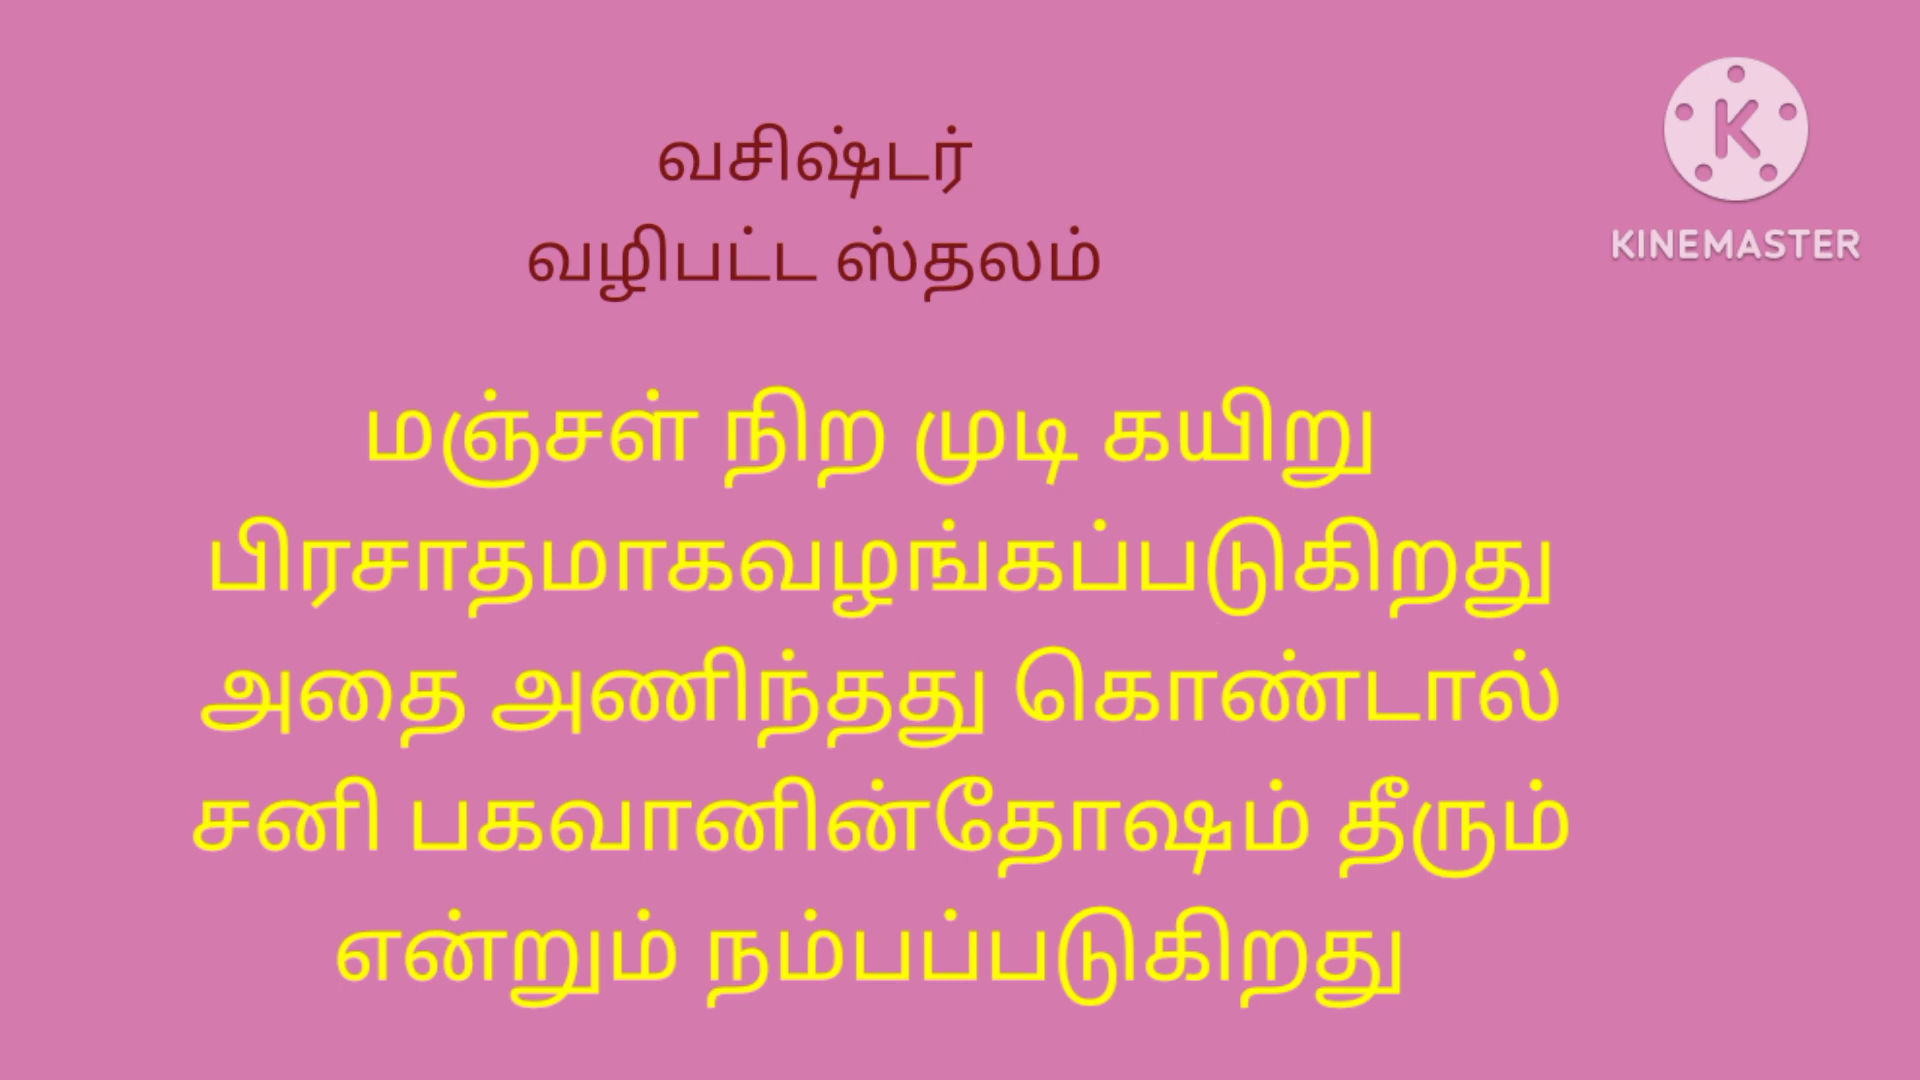 வசிஷ்டர்
வழிபட்ட ஸ்தலம்
KINEMASTER
மஞ்சள் நிற முடி கயிறு
பிரசாதமாகவழங்கப்படுகிறது
அதை அணிந்தது கொண்டால்
சனி பகவானின்தோஷம் தீரும்
என்றும் நம்பப்படுகிறது